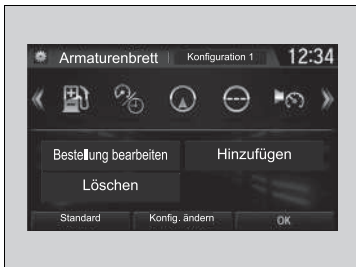 Armaturenbrett Konfiguration 1 12:34
Bestellung bearbeiten Hinzufügen
Löschen
Standard Konfig. ändern OK